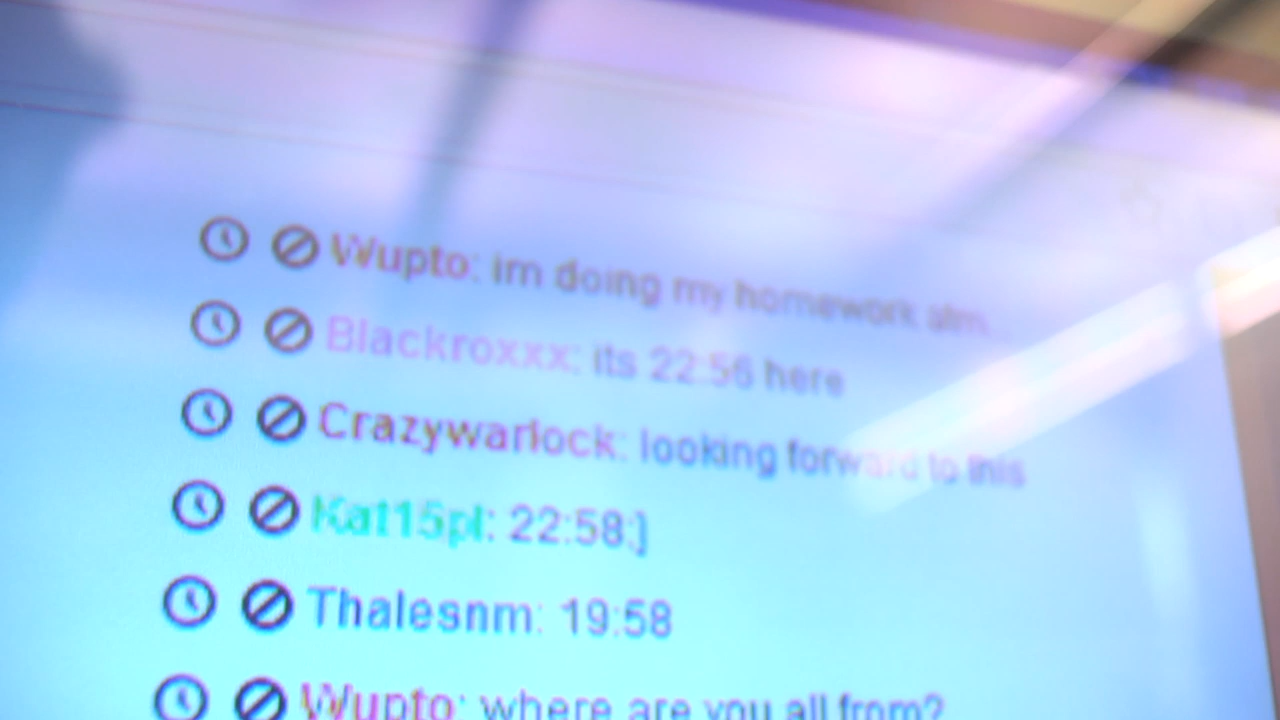 Wupto: im doing my homework atm...
Blackroxxx: its 22:56 here
Crazywarlock: looking forward to this
Kat15pl: 22:58:]
Thalesnm: 19:58
Wupto: where are you all from?